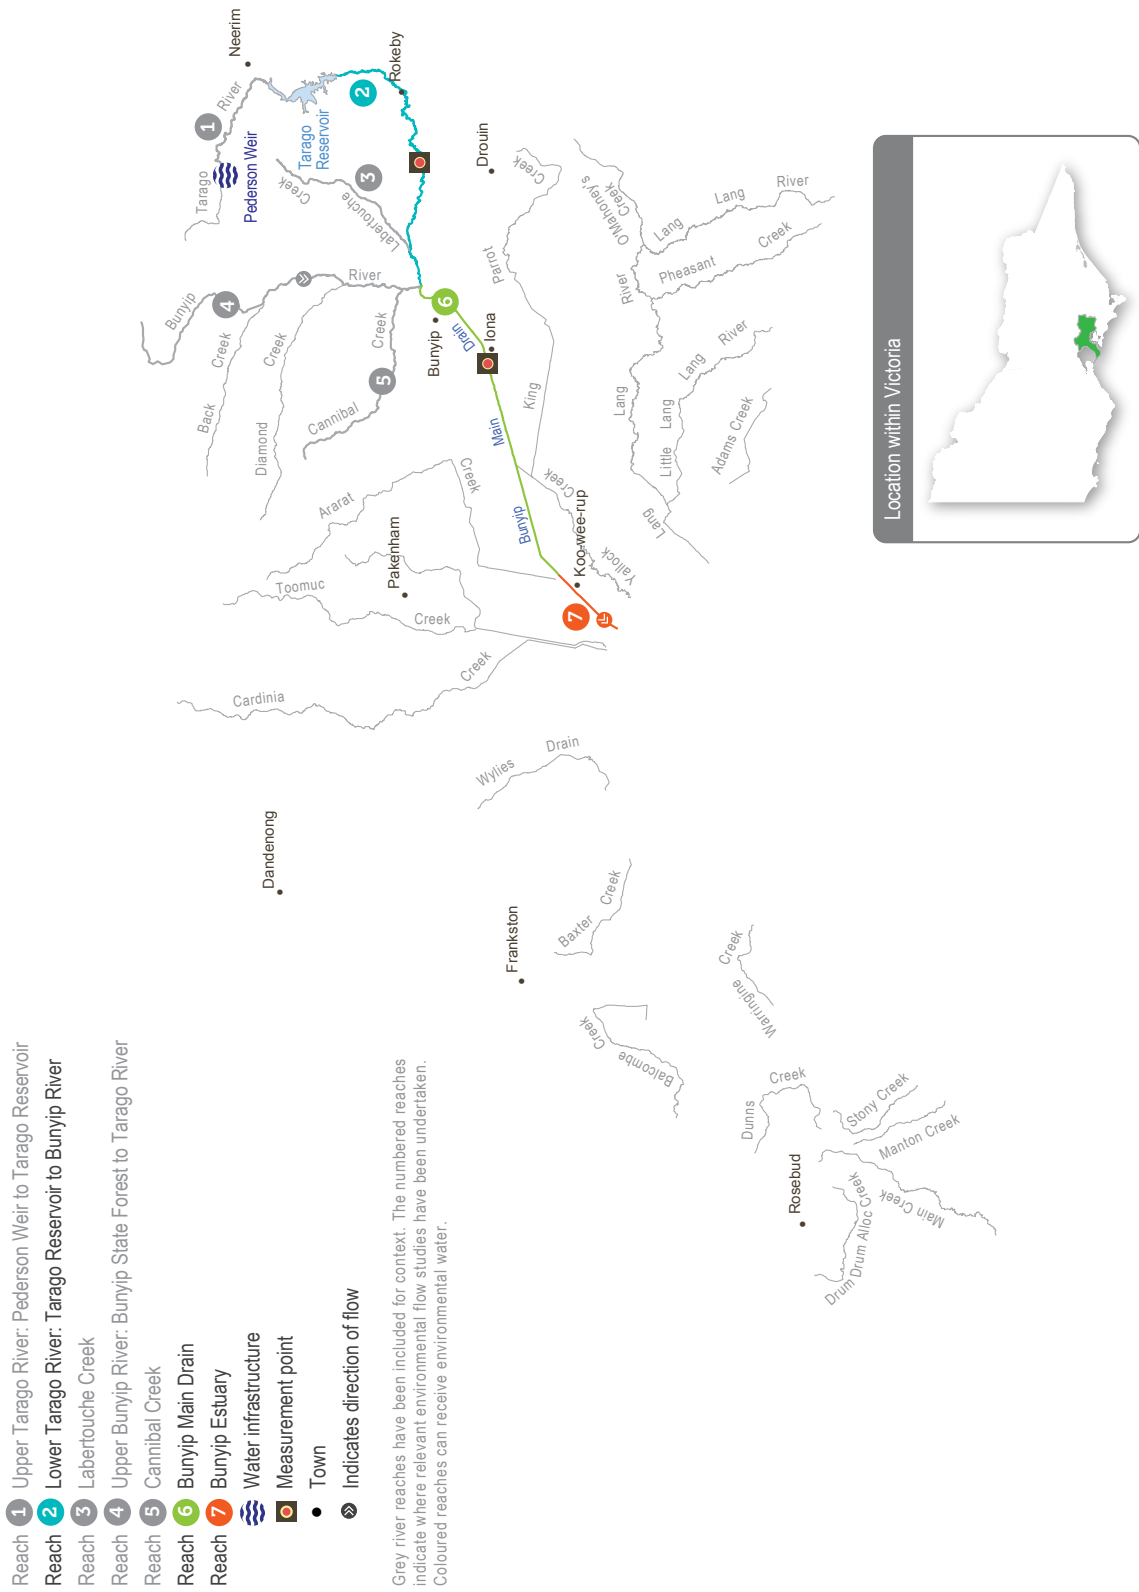 Reach 1 Upper Tarago River: Pederson Weir to Tarago Reservoir
Reach 2 Lower Tarago River: Tarago Reservoir to Bunyip River
Reach 3 Labertouche Creek
Reach 4 Upper Bunyip River: Bunyip State Forest to Tarago River
Reach 5 Cannibal Creek
Reach 6 Bunyip Main Drain
Reach 7 Bunyip Estuary
Water infrastructure
Measurement point
Town
Indicates direction of flow
Grey river reaches have been included for context. The numbered reaches
indicate where relevant environmental flow studies have been undertaken.
Coloured reaches can receive environmental water.
Neerim
1
Tarago
River
Pederson Weir
Tarago
Reservoir
2
Rokeby
3
Labertouche
Creek
4
Bunyip
River
Back
Creek
Diamond
Creek
5
Cannibal
Creek
6
Bunyip
Drain
Iona
Main
Bunyip
Drouin
Parrot
Creek
King
Ararat
Creek
Pakenham
Toomuc
Creek
Cardinia
Creek
Koo-wee-rup
Yallock
Creek
7
O'Mahoney's
Creek
Lang
Lang
River
Pheasant
Creek
Lang
River
Lang
Little
Lang
Lang
River
Adams Creek
Dandenong
Wylies
Drain
Frankston
Baxter
Creek
Balcombe
Creek
Warringine
Creek
Dunns
Creek
Stony Creek
Manton Creek
Main Creek
Drum Drum Alloc Creek
Rosebud
Location within Victoria